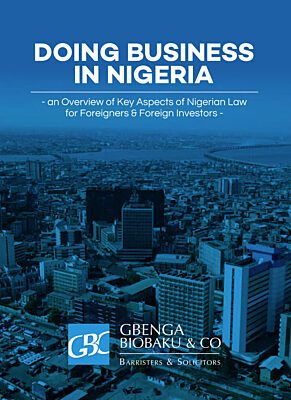 DOING BUSINESS
IN NIGERIA
- an Overview of Key Aspects of Nigerian Law
for Foreigners & Foreign Investors -
GBC
GBENGA
BIOBAKU & CO
BARRISTERS & SOLICITORS